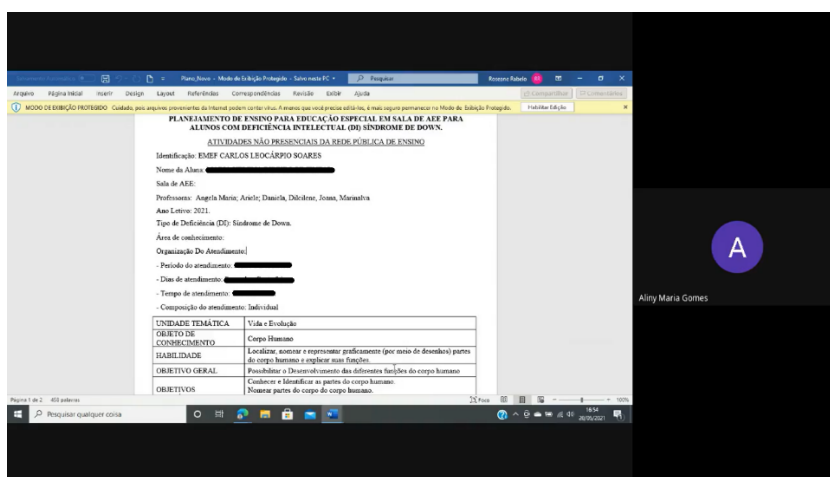 Plano_Novo - Modo de Exibição Protegido - Salvo neste PC
Pesquisar
Rossane Rabelo
Arquivo Página Inicial Inserir Design Layout Referências Correspondências Revisão Exibir Ajuda
Compartilhar Comentários
MODO DE EXIBIÇÃO PROTEGIDO Cuidado, pois arquivos provenientes da Internet podem conter vírus. A menos que você precise editá-los, é mais seguro permanecer no Modo de Exibição Protegido. Habilitar Edição
PLANEJAMENTO DE ENSINO PARA EDUCAÇÃO ESPECIAL EM SALA DE AEE PARA
ALUNOS COM DEFICIÊNCIA INTELECTUAL (DI) SÍNDROME DE DOWN.
ATIVIDADES NÃO PRESENCIAIS DA REDE PÚBLICA DE ENSINO
Identificação: EMEF CARLOS LEOCÁRPIO SOARES
Nome da Aluna:
Sala de AEE:
Professoras: Angela Maria; Ariele; Daniela, Dilcilene, Joana, Marinalva
Ano Letivo: 2021.
Tipo de Deficiência (DI): Síndrome de Down.
Área de conhecimento:
Organização Do Atendimento:
- Período do atendimento:
- Dias de atendimento:
- Tempo de atendimento:
- Composição do atendimento: Individual
UNIDADE TEMÁTICA Vida e Evolução
OBJETO DE
CONHECIMENTO Corpo Humano
HABILIDADE Localizar, nomear e representar graficamente (por meio de desenhos) partes
do corpo humano e explicar suas funções.
OBJETIVO GERAL Possibilitar o Desenvolvimento das diferentes funções do corpo humano
OBJETIVOS Conhecer e Identificar as partes do corpo humano.
Nomear partes do corpo do corpo humano.
A
Aliny Maria Gomes
Página 1 de 2 400 palavras
Foco
100%
Pesquisar qualquer coisa
16:54
20/05/2021